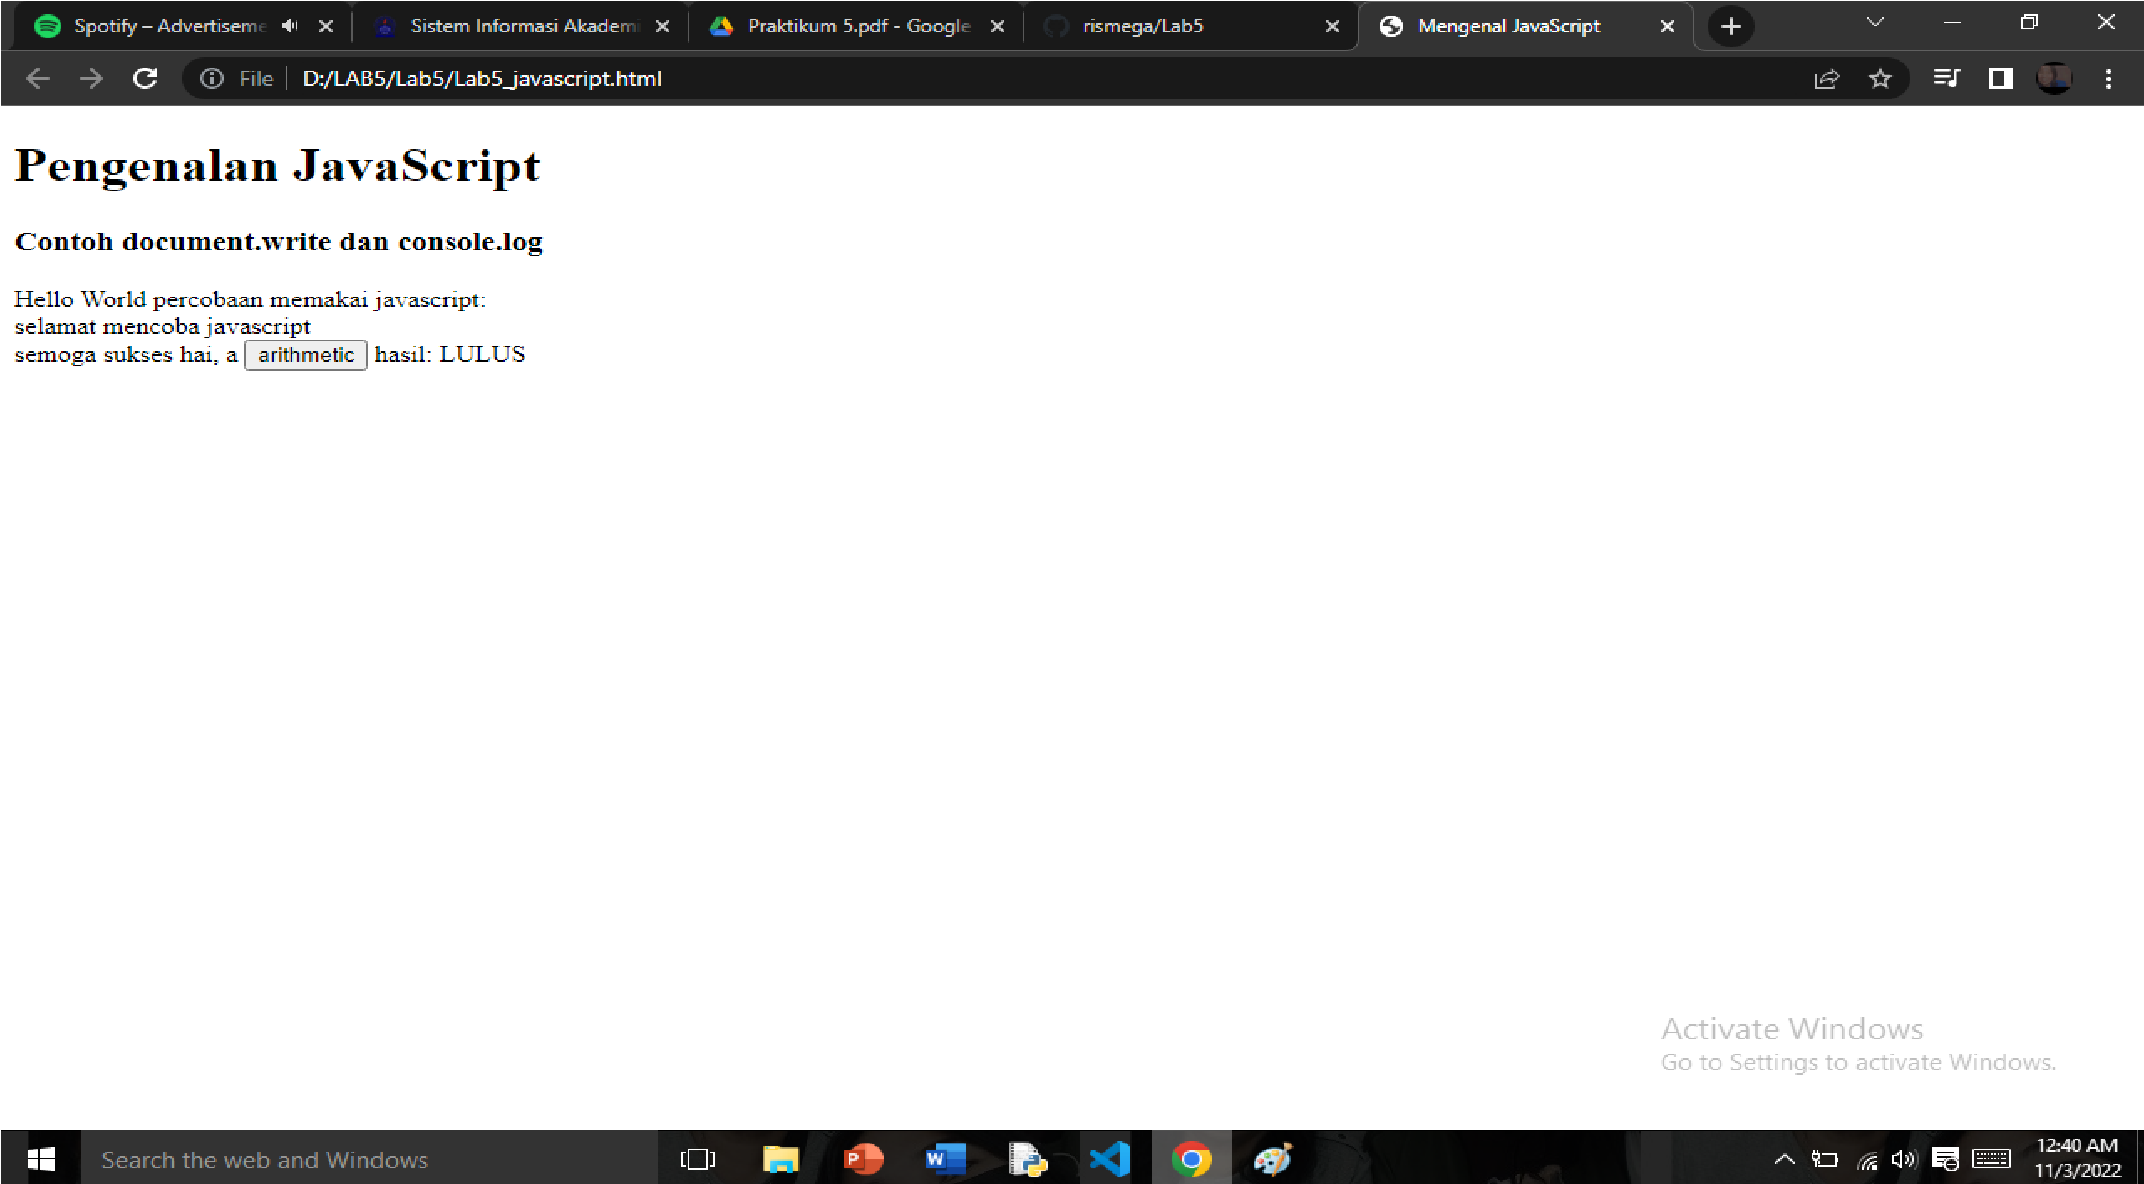 Spotify – Advertiseme
Sistem Informasi Akademi
Praktikum 5.pdf - Google
rismega/Lab5
Mengenal JavaScript
File
D:/LAB5/Lab5/Lab5_javascript.html
Pengenalan JavaScript
Contoh document.write dan console.log
Hello World percobaan memakai javascript:
selamat mencoba javascript
semoga sukses hai, a arithmetic hasil: LULUS
Activate Windows
Go to Settings to activate Windows.
Search the web and Windows
12:40 AM
11/3/2022